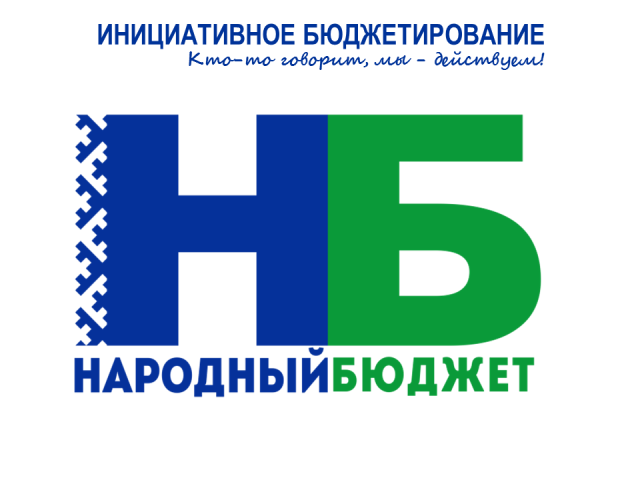 ИНИЦИАТИВНОЕ БЮДЖЕТИРОВАНИЕ
Кто-то говорит, мы - действуем!
НБ
НАРОДНЫЙБЮДЖЕТ